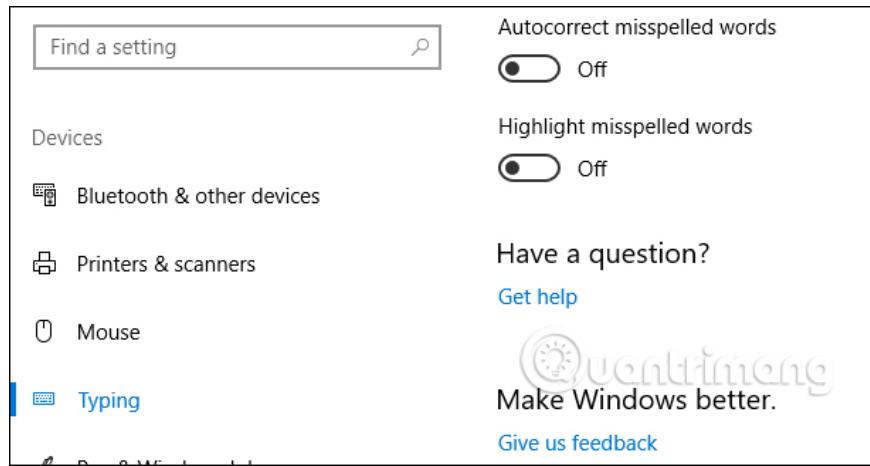 Find a setting
Devices
Bluetooth & other devices
Printers & scanners
Mouse
Typing
Autocorrect misspelled words
Off
Highlight misspelled words
Off
Have a question?
Get help
Quantrimang
Make Windows better.
Give us feedback